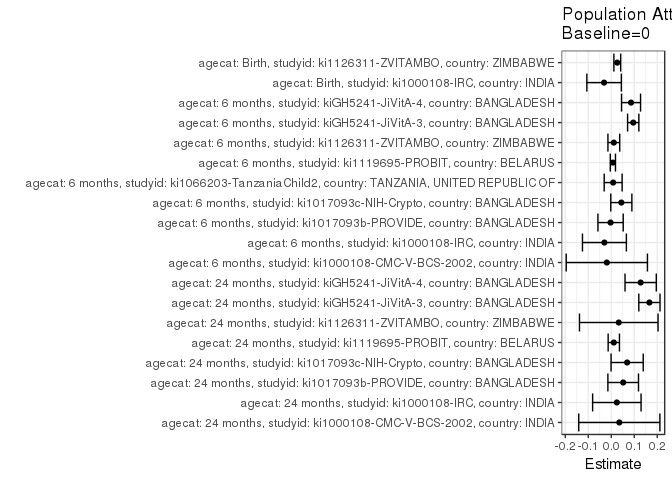 Population Att
Baseline=0
agecat: Birth, studyid: ki1126311-ZVITAMBO, country: ZIMBABWE
agecat: Birth, studyid: ki1000108-IRC, country: INDIA
agecat: 6 months, studyid: kiGH5241-JiVitA-4, country: BANGLADESH
agecat: 6 months, studyid: kiGH5241-JiVitA-3, country: BANGLADESH
agecat: 6 months, studyid: ki1126311-ZVITAMBO, country: ZIMBABWE
agecat: 6 months, studyid: ki1119695-PROBIT, country: BELARUS
agecat: 6 months, studyid: ki1066203-TanzaniaChild2, country: TANZANIA, UNITED REPUBLIC OF
agecat: 6 months, studyid: ki1017093c-NIH-Crypto, country: BANGLADESH
agecat: 6 months, studyid: ki1017093b-PROVIDE, country: BANGLADESH
agecat: 6 months, studyid: ki1000108-IRC, country: INDIA
agecat: 6 months, studyid: ki1000108-CMC-V-BCS-2002, country: INDIA
agecat: 24 months, studyid: kiGH5241-JiVitA-4, country: BANGLADESH
agecat: 24 months, studyid: kiGH5241-JiVitA-3, country: BANGLADESH
agecat: 24 months, studyid: ki1126311-ZVITAMBO, country: ZIMBABWE
agecat: 24 months, studyid: ki1119695-PROBIT, country: BELARUS
agecat: 24 months, studyid: ki1017093c-NIH-Crypto, country: BANGLADESH
agecat: 24 months, studyid: ki1017093b-PROVIDE, country: BANGLADESH
agecat: 24 months, studyid: ki1000108-IRC, country: INDIA
agecat: 24 months, studyid: ki1000108-CMC-V-BCS-2002, country: INDIA
-0.2 -0.1 0.0 0.1 0.2
Estimate